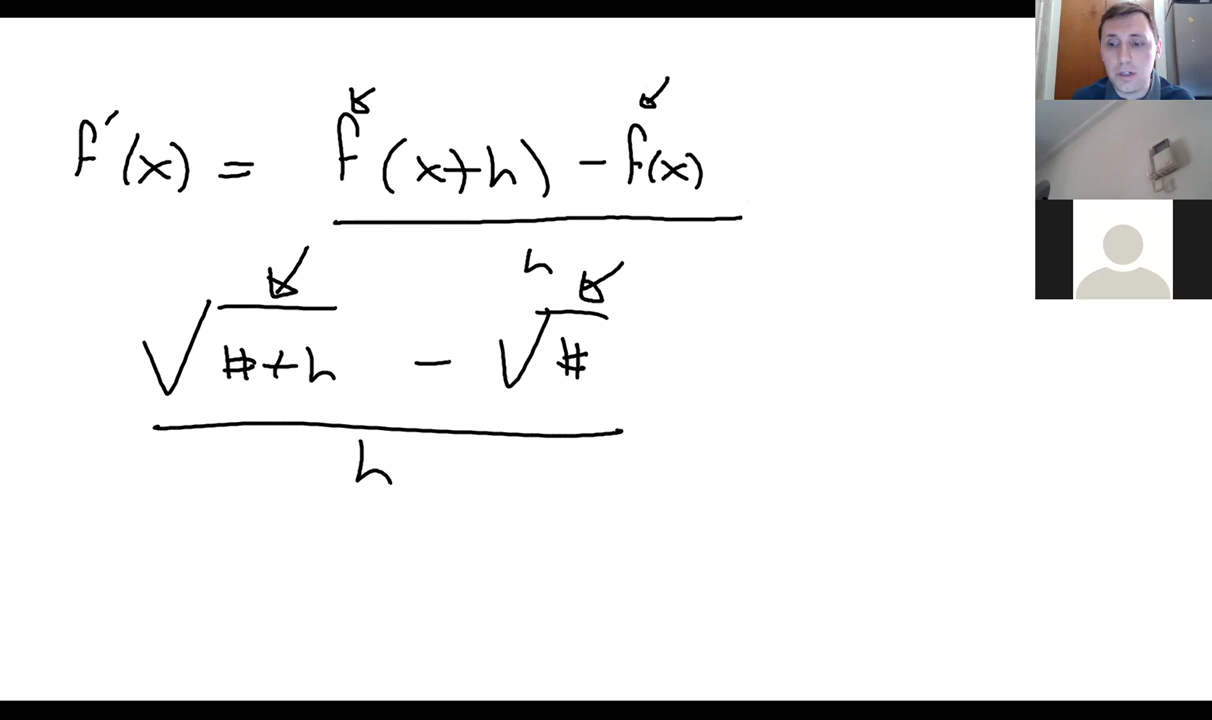 f'(x) = f(x+h) - f(x)
h
√#+h - √#
h